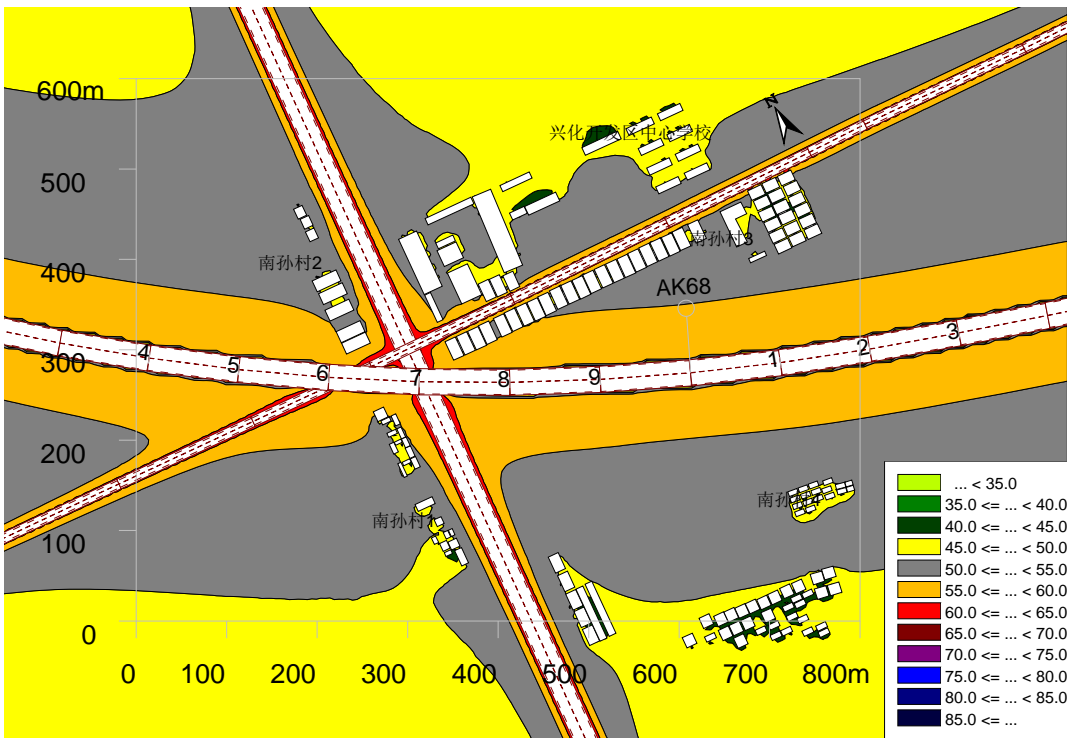 600m
500
400
300
200
100
0
0
100
200
300
400
500
600
700
800m
N
兴化开发区中心学校
南孙村2
南孙村3
AK68
4
5
6
7
8
9
1
2
3
南孙村1
南孙村4
... < 35.0
35.0 <= ... < 40.0
40.0 <= ... < 45.0
45.0 <= ... < 50.0
50.0 <= ... < 55.0
55.0 <= ... < 60.0
60.0 <= ... < 65.0
65.0 <= ... < 70.0
70.0 <= ... < 75.0
75.0 <= ... < 80.0
80.0 <= ... < 85.0
85.0 <= ...